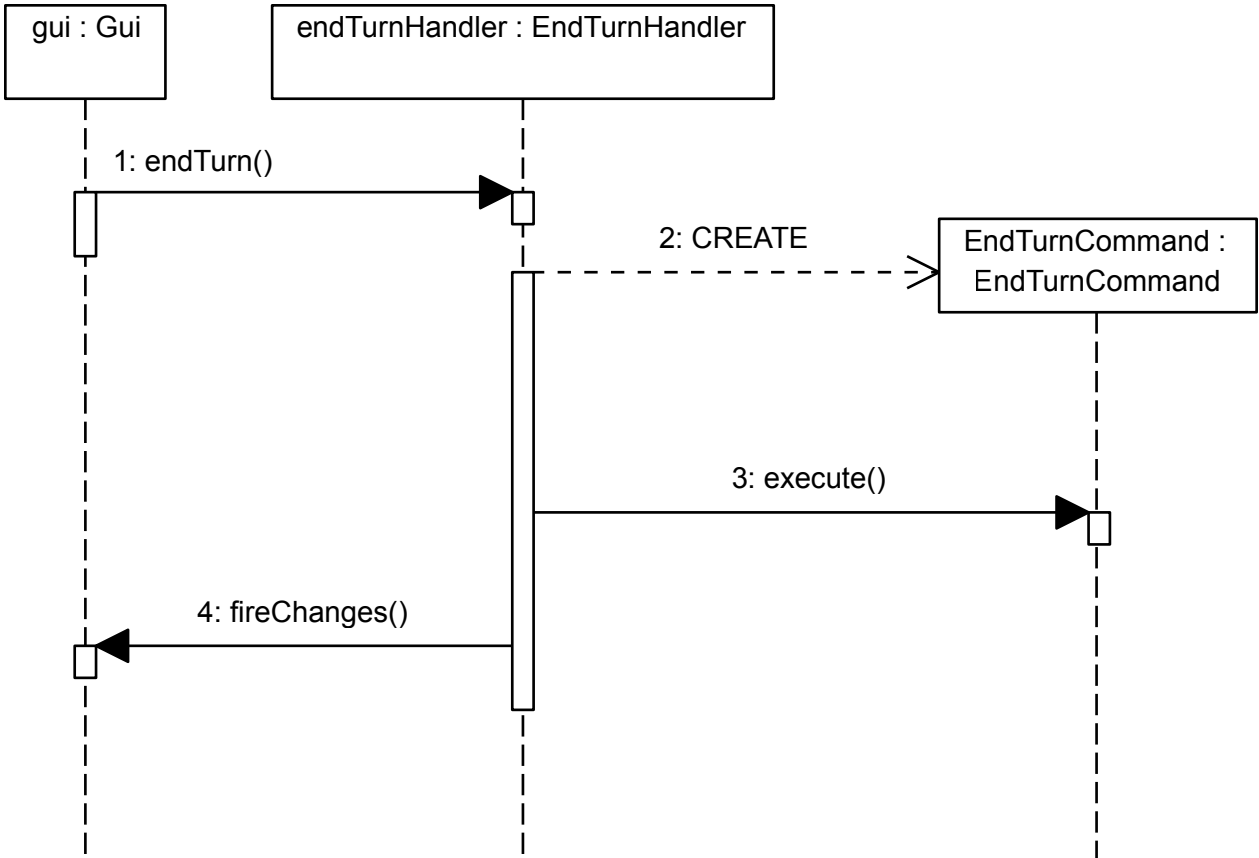 gui : Gui
endTurnHandler : EndTurnHandler
1: endTurn()
2: CREATE
EndTurnCommand :
EndTurnCommand
3: execute()
4: fireChanges()